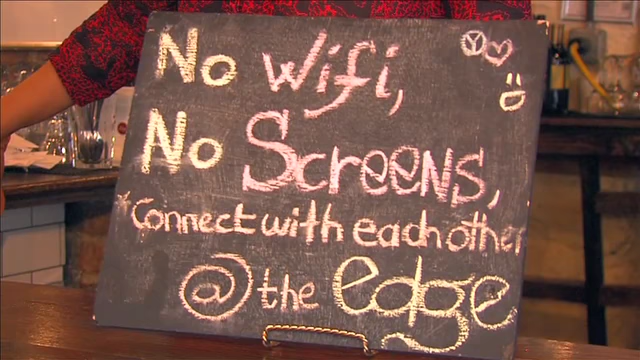 No Wifi,
No Screens,
*Connect with each other
@ the edge